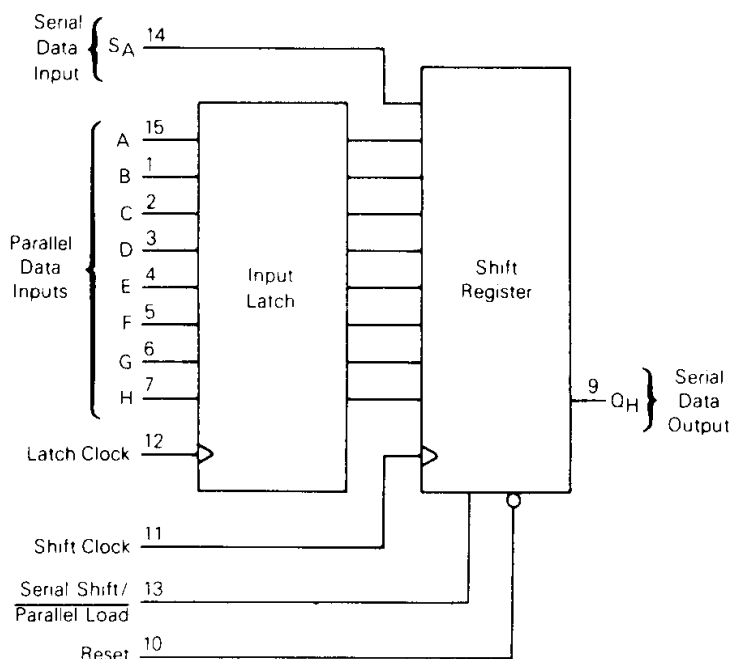 Serial
Data
Input
SA 14
Parallel
Data
Inputs
A 15
B 1
C 2
D 3
E 4
F 5
G 6
H 7
Input
Latch
Shift
Register
9 QH
Serial
Data
Output
Latch Clock 12
Shift Clock 11
Serial Shift/ 13
Parallel Load
Reset 10